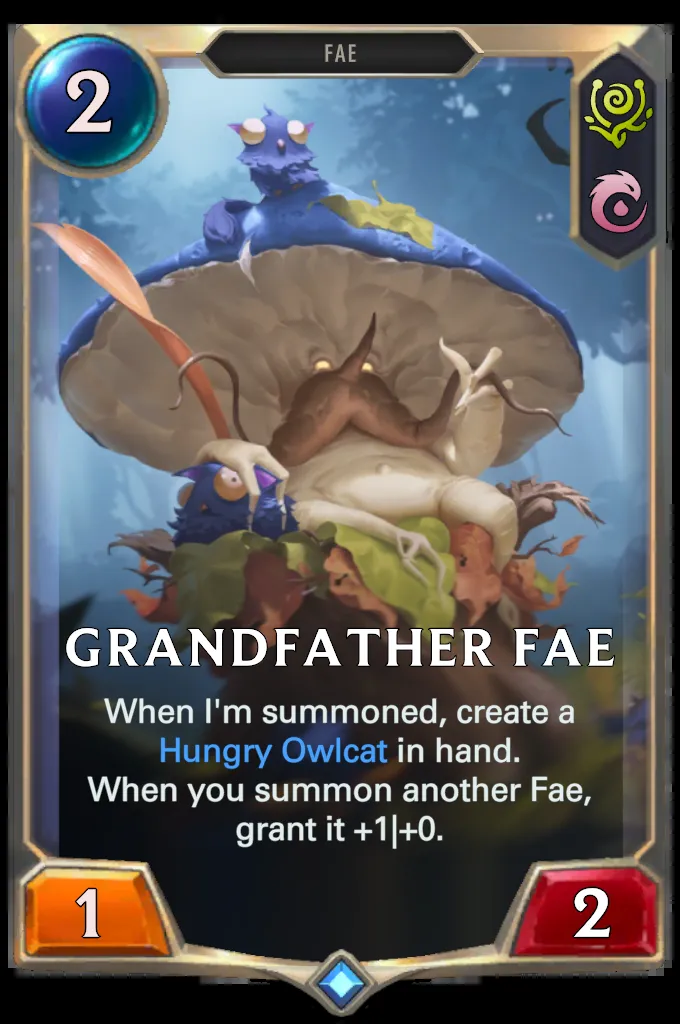 FAE
2
GRANDFATHER FAE
When I'm summoned, create a
Hungry Owlcat in hand.
When you summon another Fae,
grant it +1|+0.
1
2